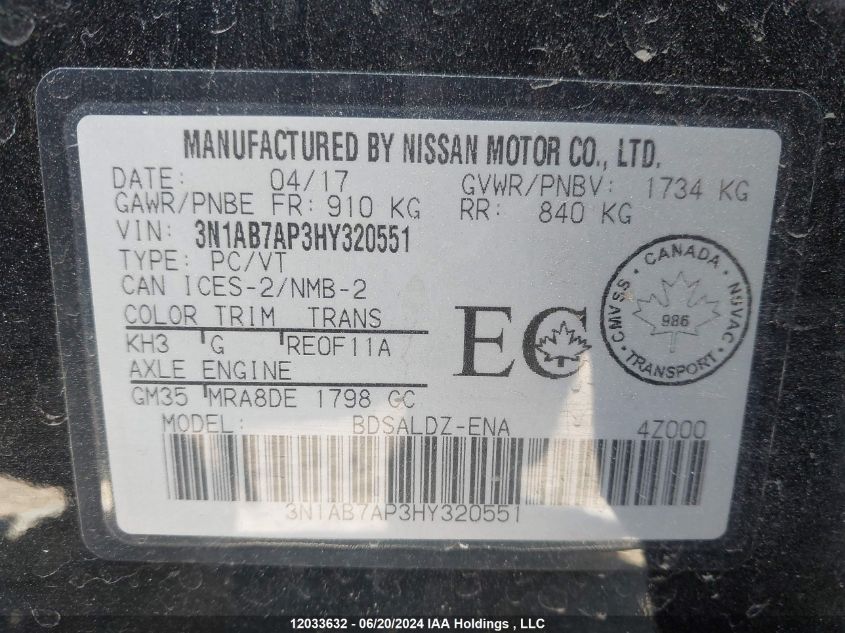 MANUFACTURED BY NISSAN MOTOR CO., LTD.
DATE: 04/17 GVWR/PNBV: 1734 KG
GAWR/PNBE FR: 910 KG RR: 840 KG
VIN: 3N1AB7AP3HY320551
TYPE: PC/VT
CAN ICES-2/NMB-2
COLOR TRIM TRANS
KH3 G RE0F11A
AXLE ENGINE
GM35 MRA8DE 1798 CC
EC
CANADA
CMVSS NSVAC
986
TRANSPORT
MODEL: BDSALDZ-ENA 4Z000
3N1AB7AP3HY320551
12033632 - 06/20/2024 IAA Holdings , LLC